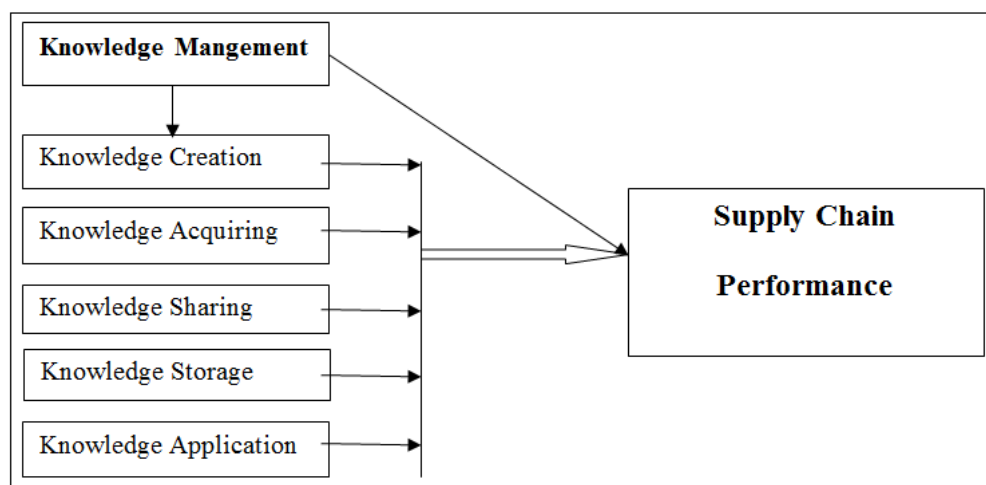 Knowledge Mangement
Knowledge Creation
Knowledge Acquiring
Knowledge Sharing
Knowledge Storage
Knowledge Application
Supply Chain
Performance